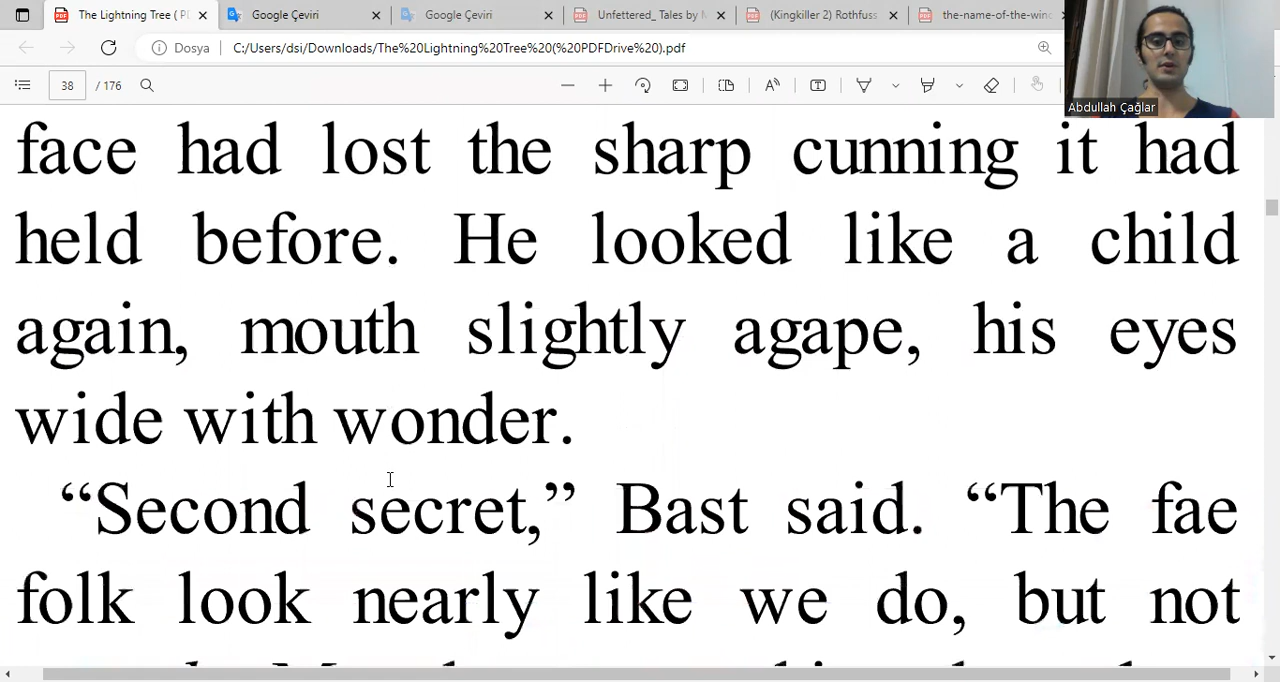 The Lightning Tree ( P
Google Çeviri
Google Çeviri
Unfettered_ Tales by M
(Kingkiller 2) Rothfuss
the-name-of-the-win
Dosya
C:/Users/dsi/Downloads/The%20Lightning%20Tree%20(%20PDFDrive%20).pdf
38 / 176
Abdullah Çağlar
face had lost the sharp cunning it had
held before. He looked like a child
again, mouth slightly agape, his eyes
wide with wonder.
“Second secret,” Bast said. “The fae
folk look nearly like we do, but not